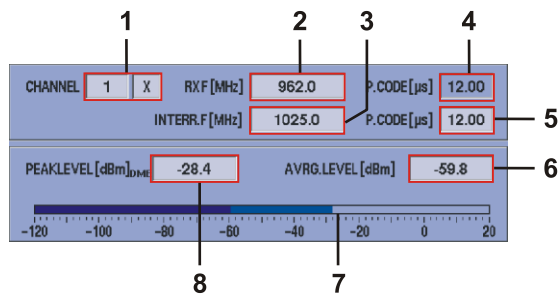 1 2 3 4
CHANNEL 1 X RXF[MHz] 962.0 P.CODE[µs] 12.00
INTERR.F[MHz] 1025.0 P.CODE[µs] 12.00 5
PEAKLEVEL[dBm]DME -28.4 AVRG.LEVEL[dBm] -59.8 6
-120 -100 -80 -60 -40 -20 0 20
8 7